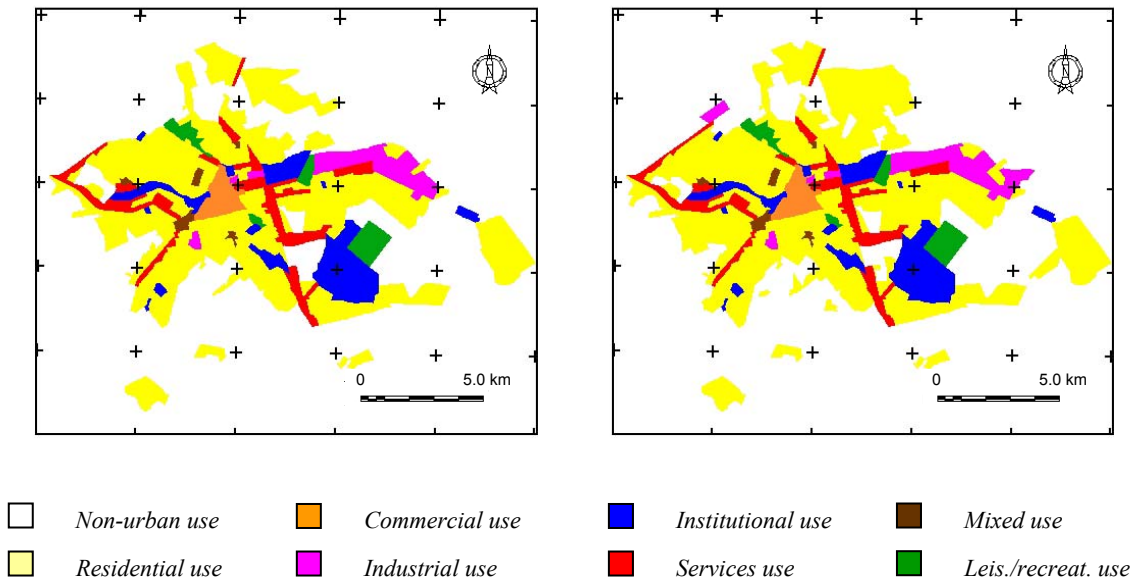 0 5.0 km
0 5.0 km
Non-urban use Commercial use Institutional use Mixed use
Residential use Industrial use Services use Leis./recreat. use